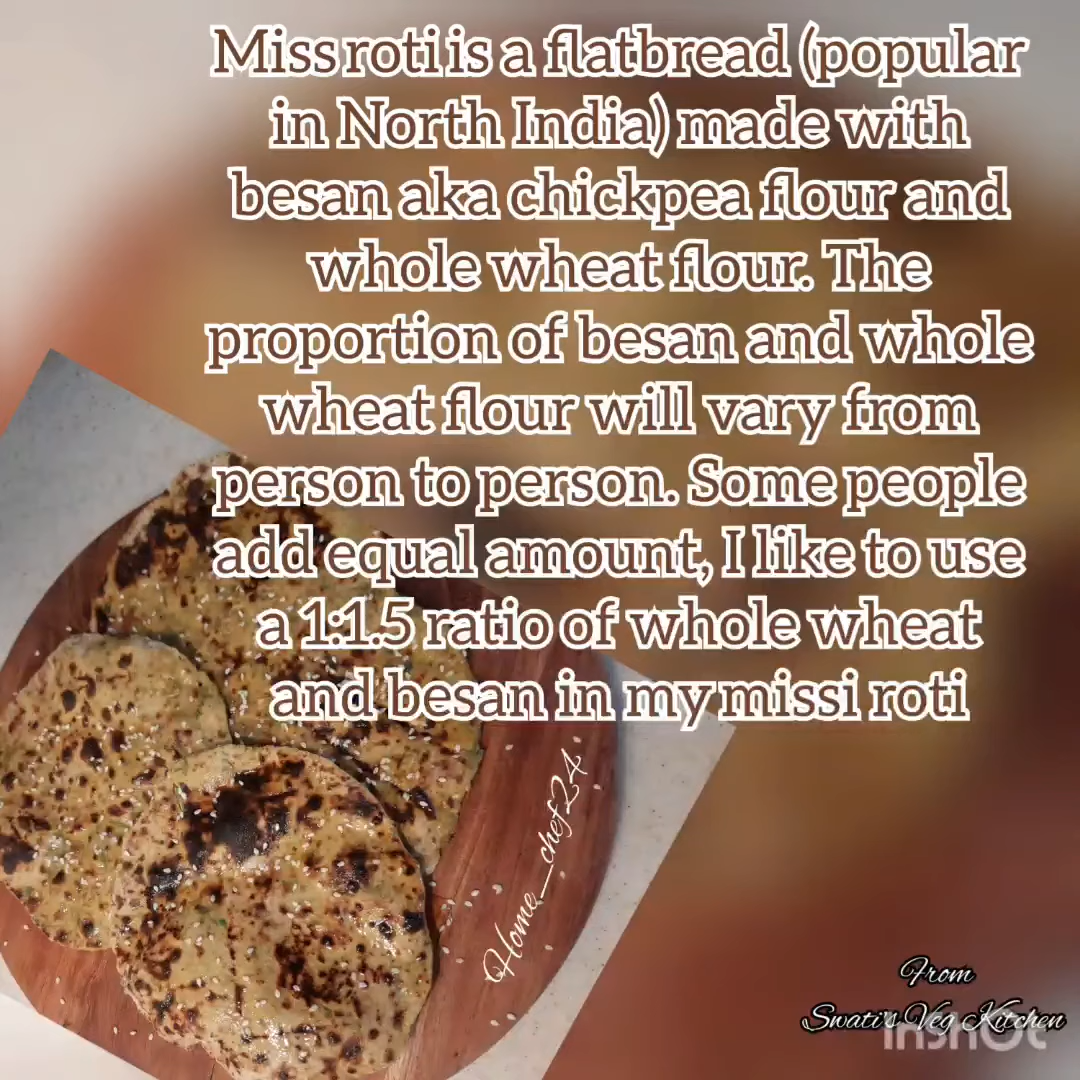 Miss roti is a flatbread (popular
in North India) made with
besan aka chickpea flour and
whole wheat flour. The
proportion of besan and whole
wheat flour will vary from
person to person. Some people
add equal amount, I like to use
a 1:1.5 ratio of whole wheat
and besan in my missi roti
Home_chef24
From
Swati's Veg Kitchen
InShOt